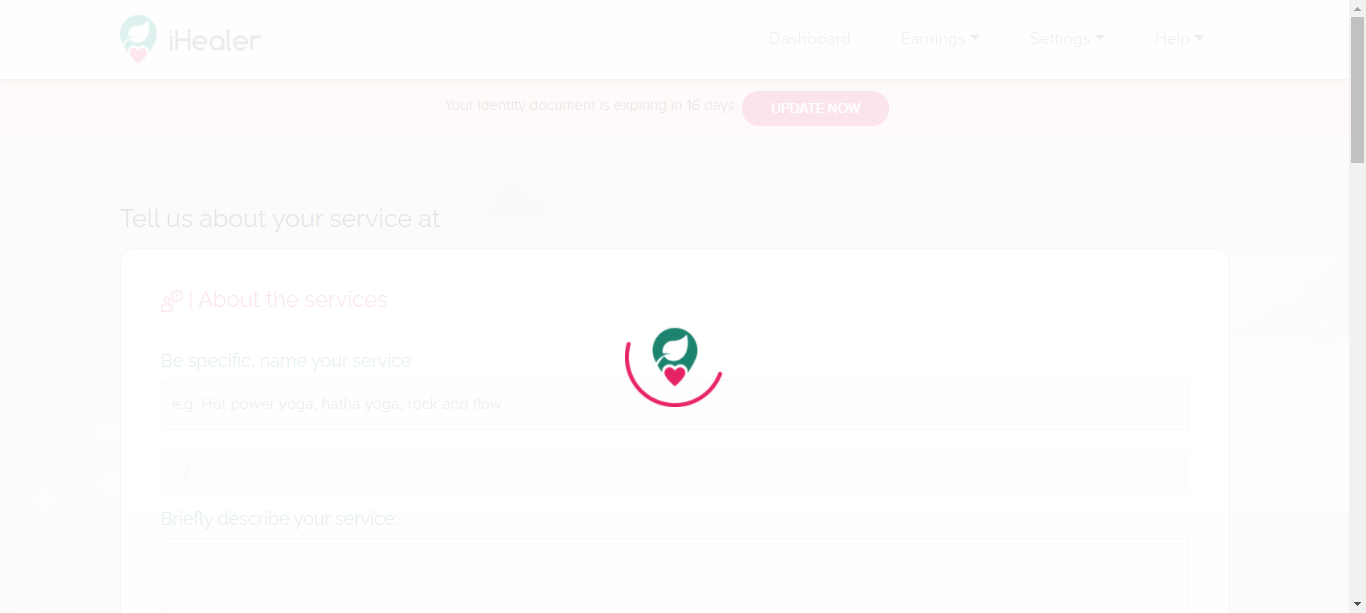 iHealer
Dashboard Earnings Settings Help
Your identity document is expiring in 16 days. UPDATE NOW
Tell us about your service at
| About the services
Be specific, name your service :
e.g, Hot power yoga, hatha yoga, rock and flow
/
Briefly describe your service: